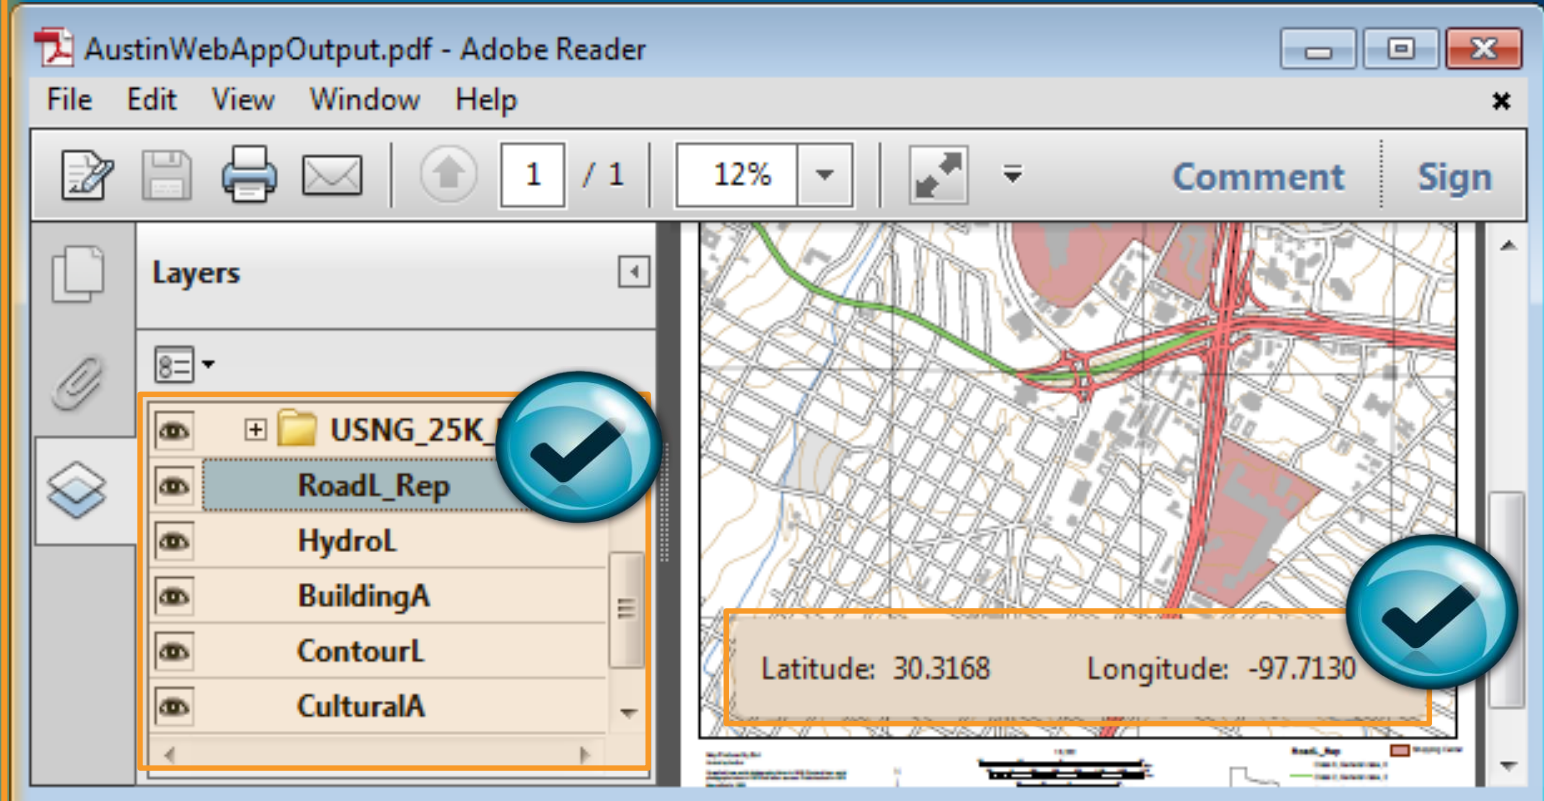 AustinWebAppOutput.pdf - Adobe Reader
File Edit View Window Help
1 / 1 12% Comment Sign
Layers
USNG_25K_
RoadL_Rep
HydroL
BuildingA
ContourL
CulturalA
Latitude: 30.3168 Longitude: -97.7130
RoadL_Rep